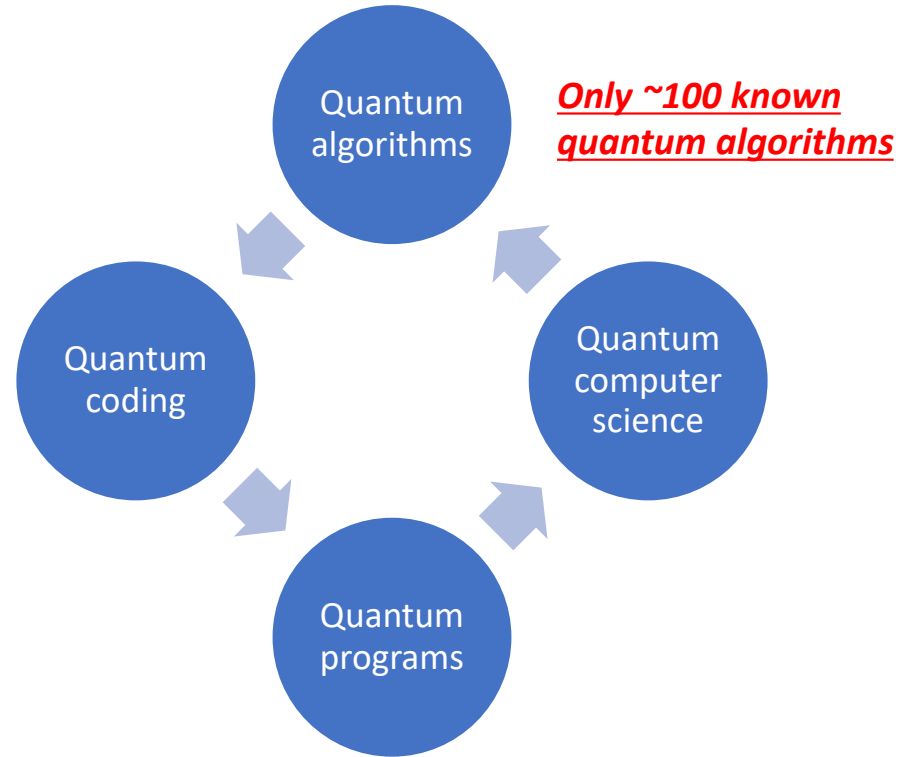 Quantum
algorithms
Only ~100 known
quantum algorithms
Quantum
coding
Quantum
computer
science
Quantum
programs